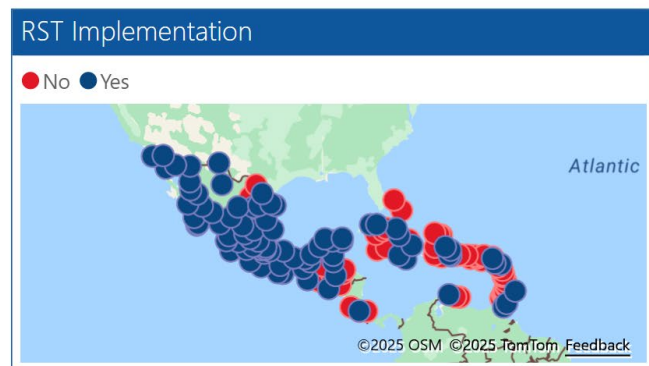 RST Implementation
No Yes
Atlantic
©2025 OSM ©2025 TomTom Feedback